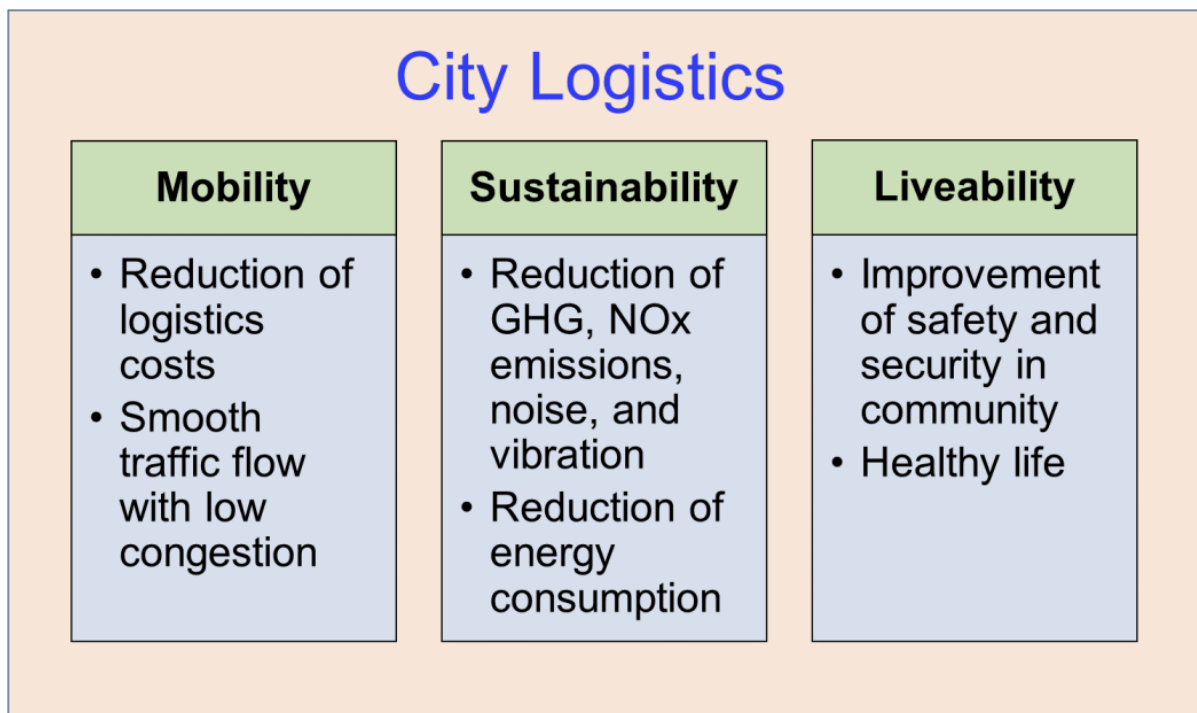 City Logistics
Mobility
• Reduction of
logistics
costs
• Smooth
traffic flow
with low
congestion
Sustainability
• Reduction of
GHG, NOx
emissions,
noise, and
vibration
• Reduction of
energy
consumption
Liveability
• Improvement
of safety and
security in
community
• Healthy life